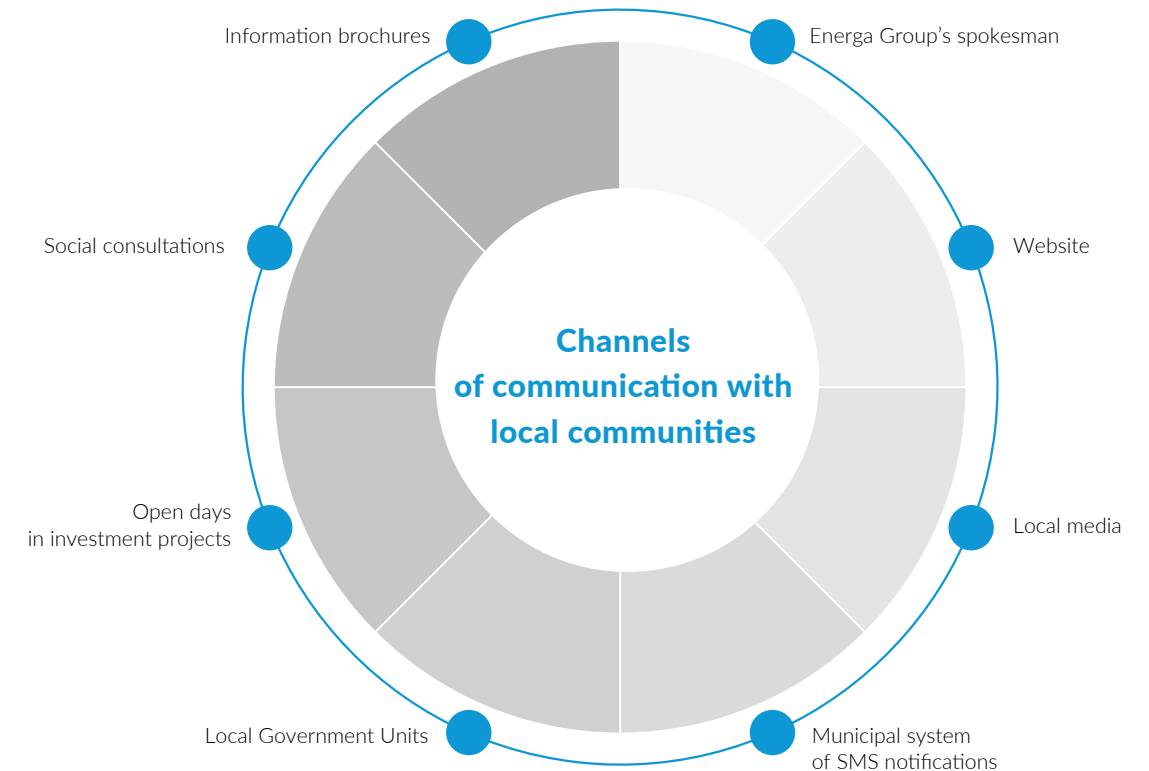 Information brochures
Energa Group’s spokesman
Social consultations
Website
Channels
of communication with
local communities
Open days
in investment projects
Local media
Local Government Units
Municipal system
of SMS notifications